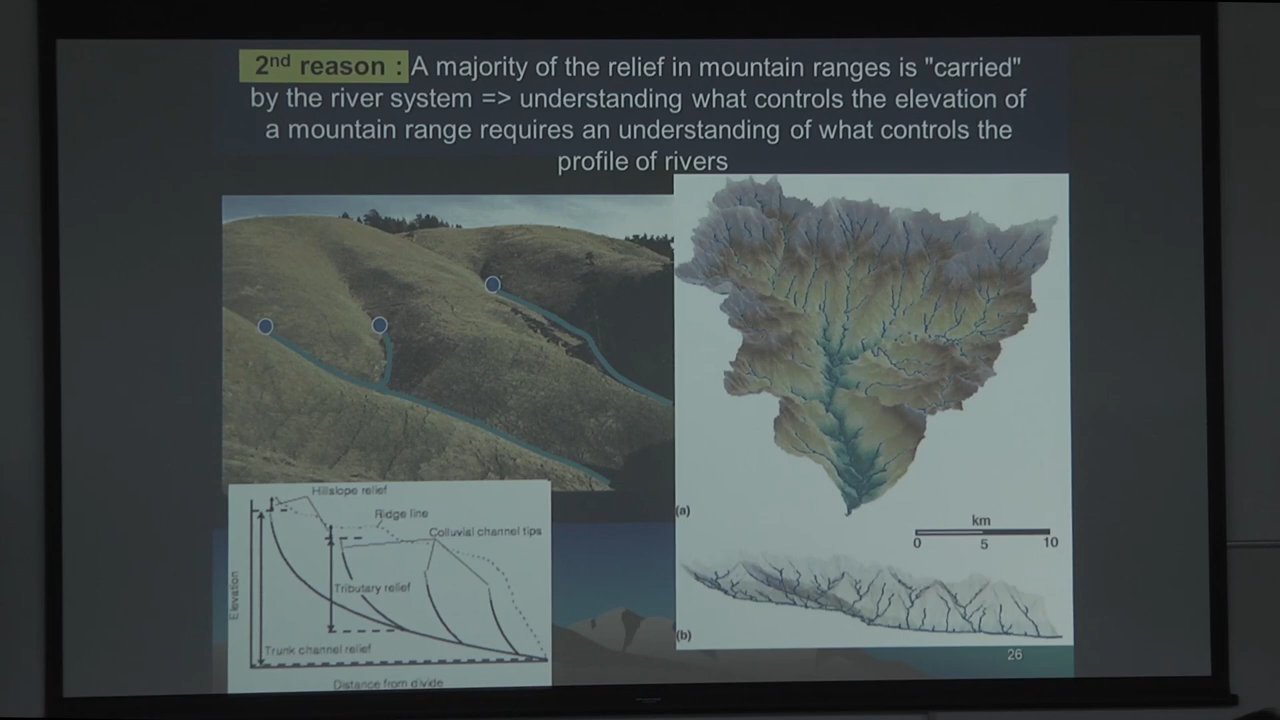 2nd reason : A majority of the relief in mountain ranges is "carried"
by the river system => understanding what controls the elevation of
a mountain range requires an understanding of what controls the
profile of rivers
(a)
km
0 5 10
(b)
26
Hillslope relief
Ridge line
Colluvial channel tips
Tributary relief
Trunk channel relief
Elevation
Distance from divide